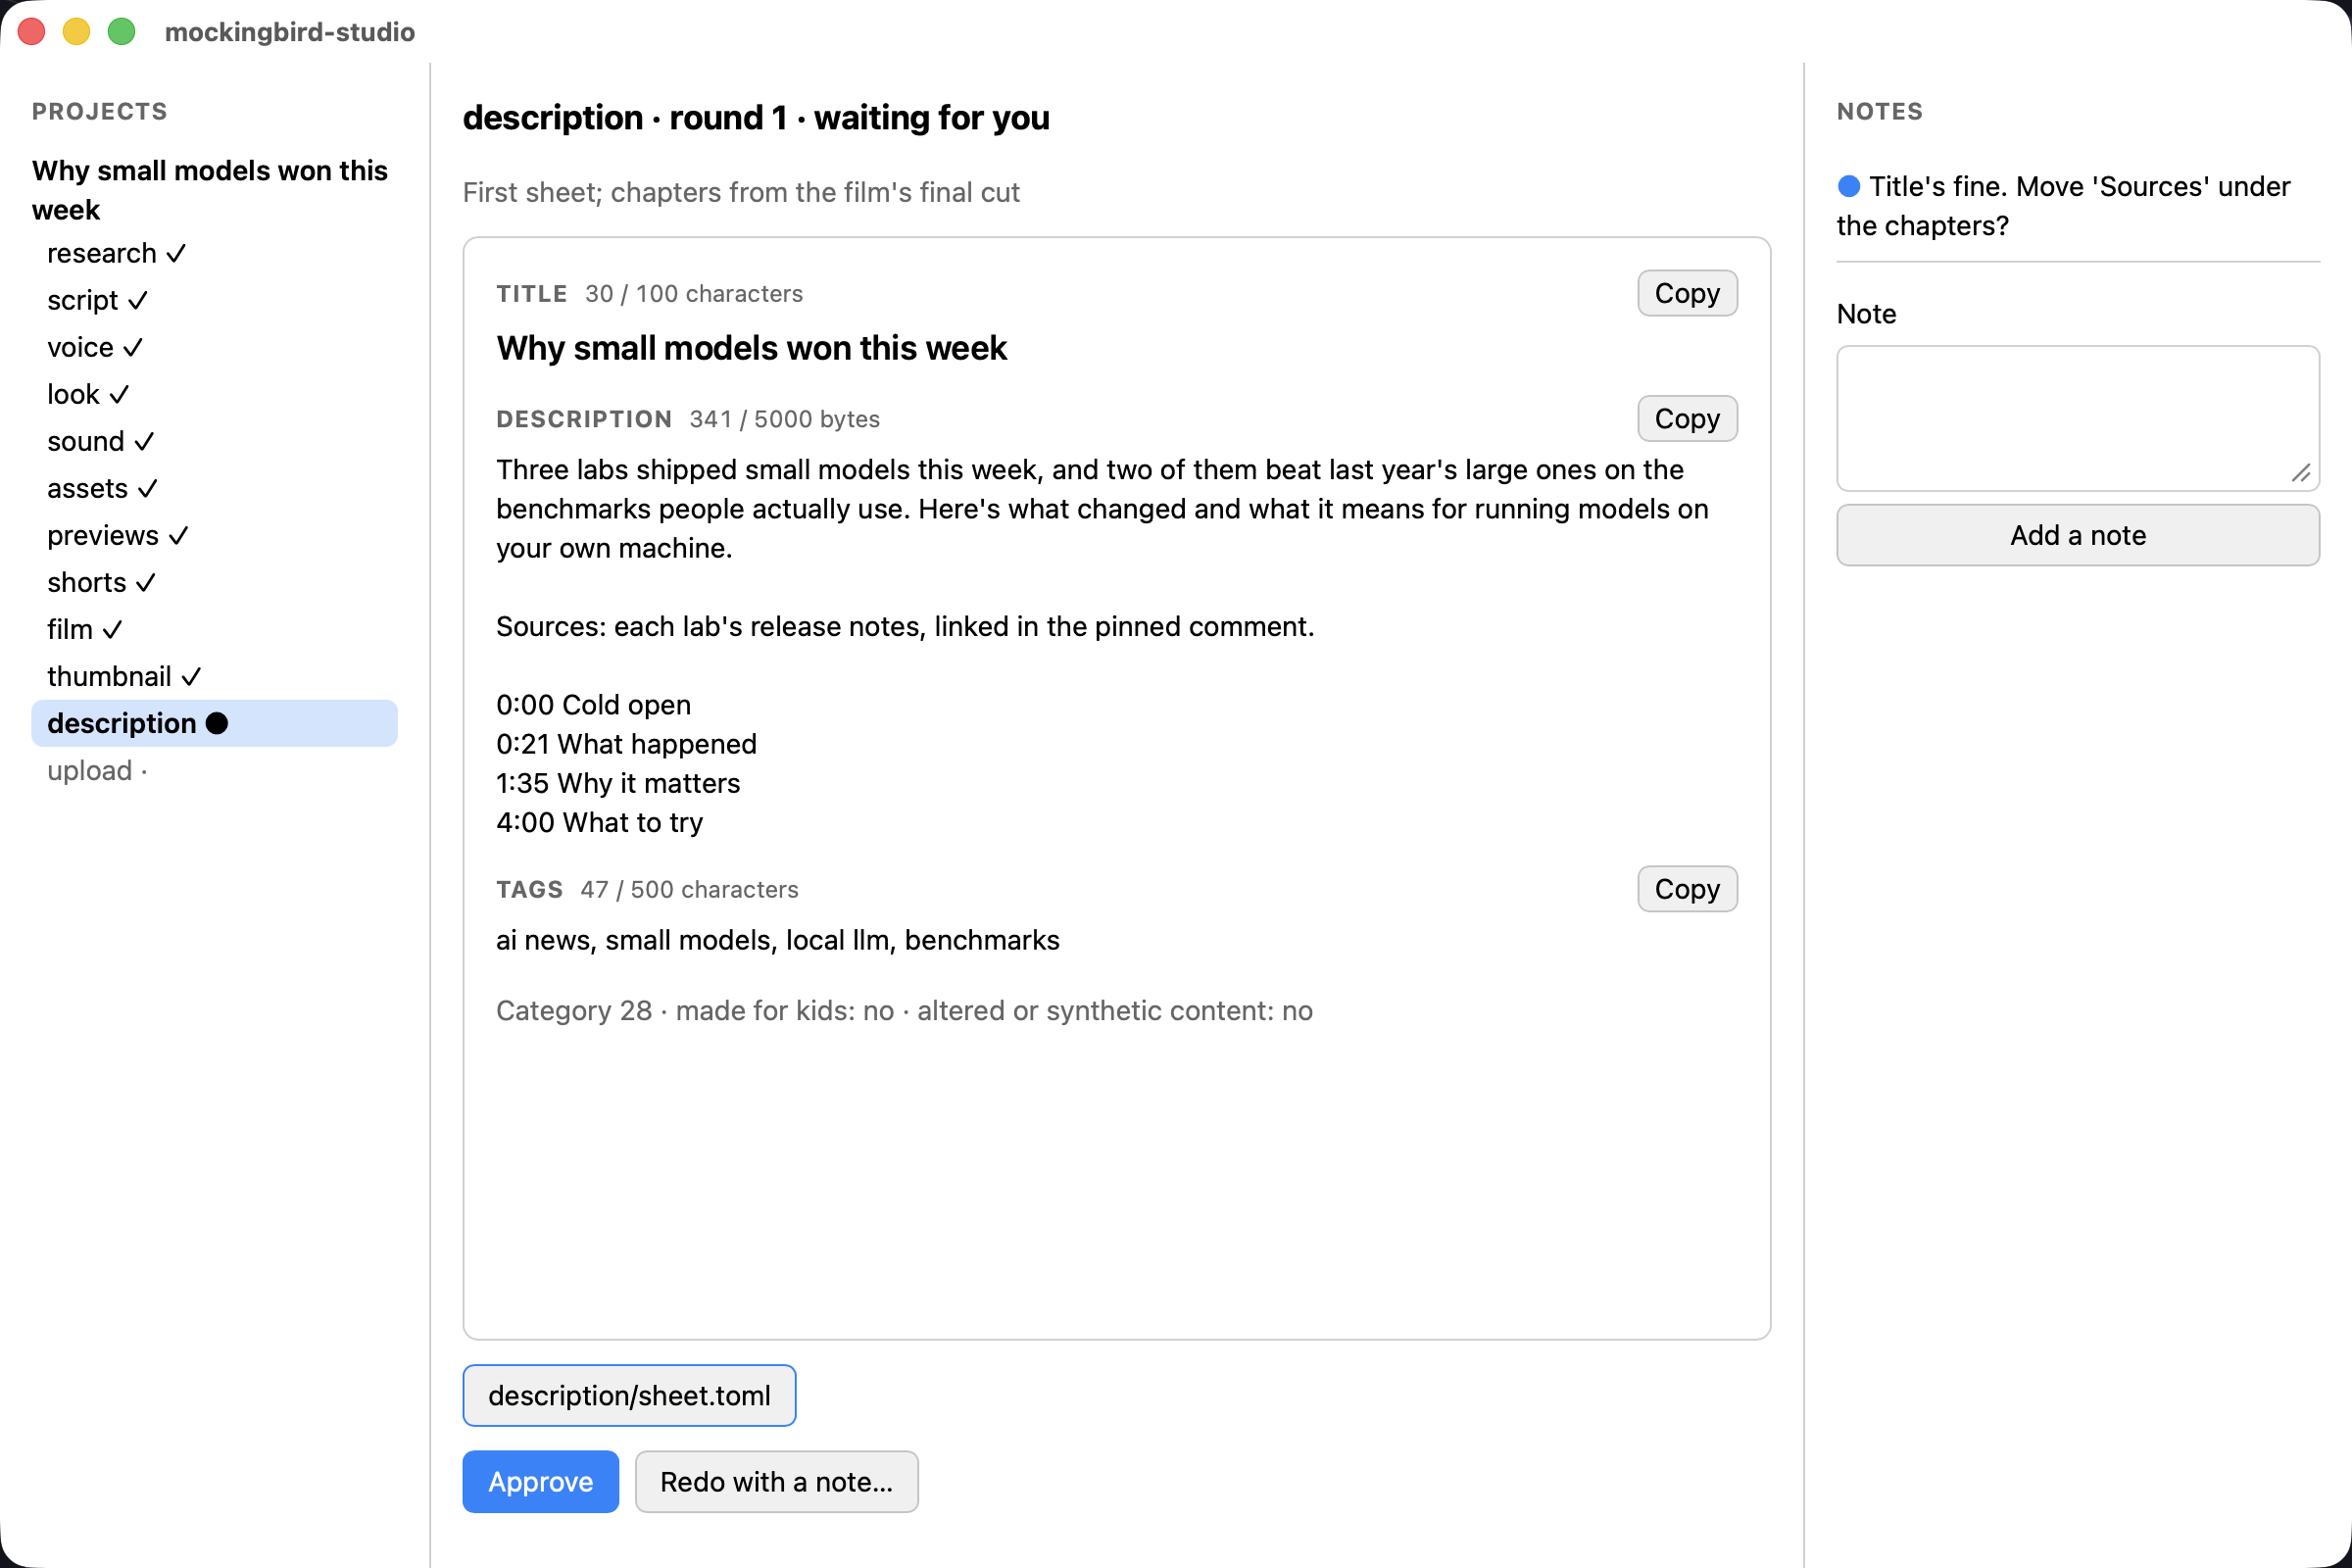 mockingbird-studio
PROJECTS
Why small models won this
week
research ✓
script ✓
voice ✓
look ✓
sound ✓
assets ✓
previews ✓
shorts ✓
film ✓
thumbnail ✓
description ●
upload ·
description · round 1 · waiting for you
First sheet; chapters from the film's final cut
TITLE 30 / 100 characters
Copy
Why small models won this week
DESCRIPTION 341 / 5000 bytes
Copy
Three labs shipped small models this week, and two of them beat last year's large ones on the
benchmarks people actually use. Here's what changed and what it means for running models on
your own machine.
Sources: each lab's release notes, linked in the pinned comment.
0:00 Cold open
0:21 What happened
1:35 Why it matters
4:00 What to try
TAGS 47 / 500 characters
Copy
ai news, small models, local llm, benchmarks
Category 28 · made for kids: no · altered or synthetic content: no
description/sheet.toml
Approve
Redo with a note...
NOTES
Title's fine. Move 'Sources' under
the chapters?
Note
Add a note